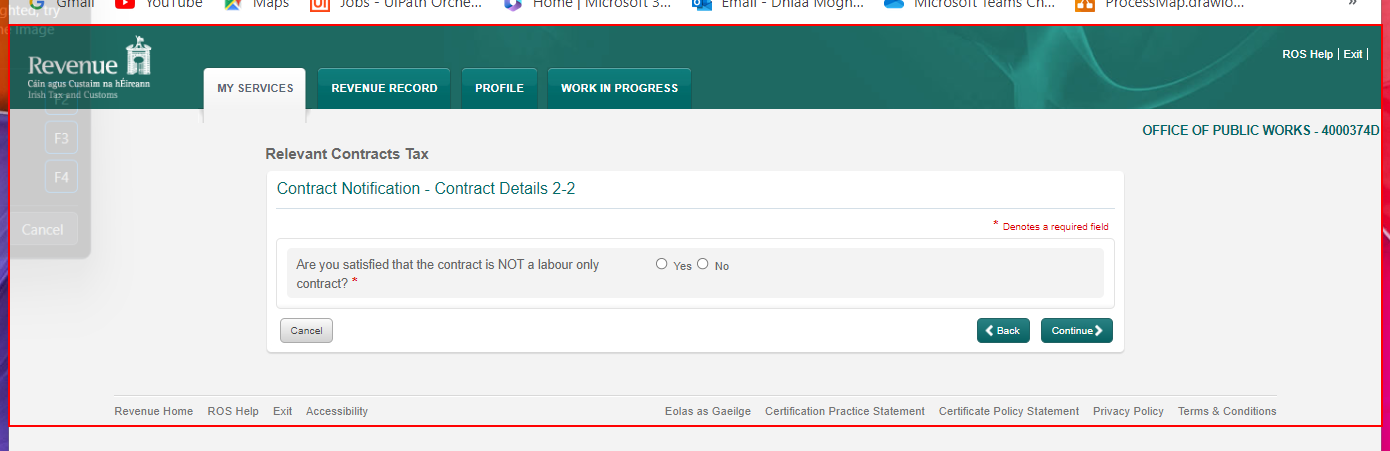 Gmail YouTube Maps Jobs - UiPath Orche... Home | Microsoft 3... Email - Dhiaa Mogh... Microsoft Teams Ch... ProcessMap.drawio... »
ghted, try
e image
Revenue
Cáin agus Custaim na hÉireann
Irish Tax and Customs
ROS Help | Exit |
MY SERVICES REVENUE RECORD PROFILE WORK IN PROGRESS
F2
F3
F4
Cancel
OFFICE OF PUBLIC WORKS - 4000374D
Relevant Contracts Tax
Contract Notification - Contract Details 2-2
* Denotes a required field
Are you satisfied that the contract is NOT a labour only
contract? *
Yes No
Cancel Back Continue
Revenue Home ROS Help Exit Accessibility Eolas as Gaeilge Certification Practice Statement Certificate Policy Statement Privacy Policy Terms & Conditions